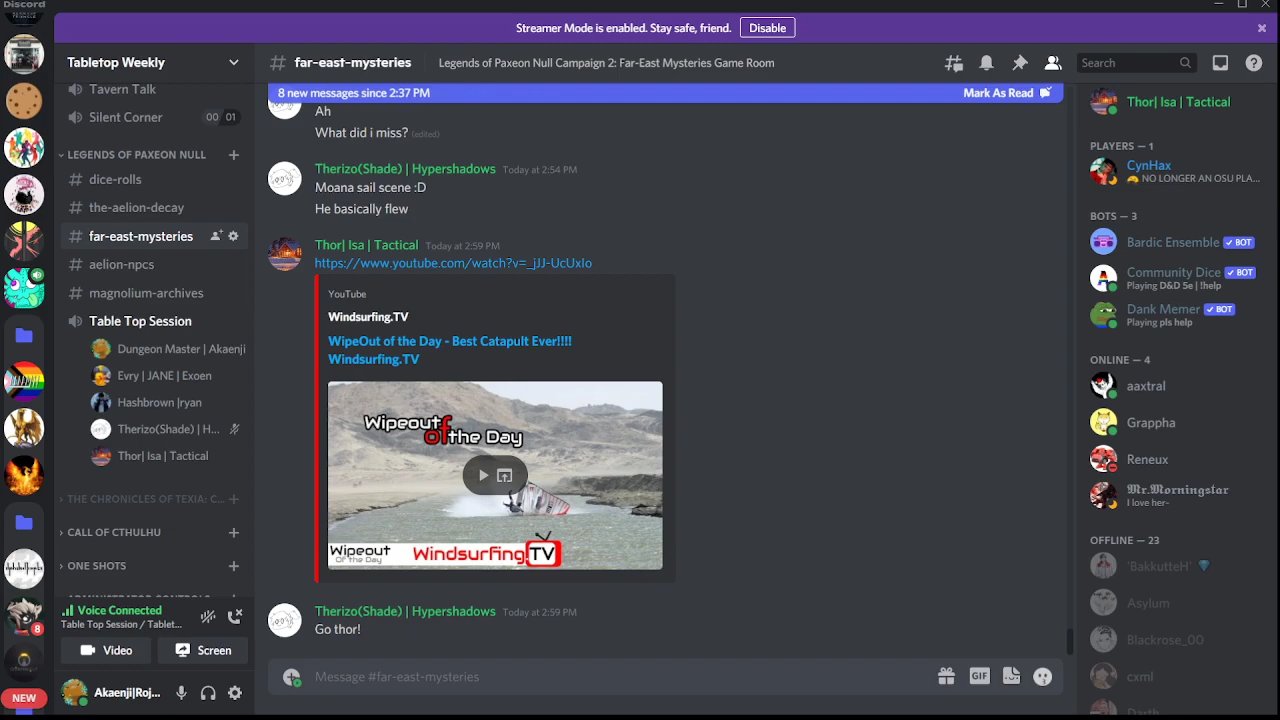 Discord
Streamer Mode is enabled. Stay safe, friend.
Disable
Tabletop Weekly
Tavern Talk
Silent Corner
00 01
LEGENDS OF PAXEON NULL
dice-rolls
the-aelion-decay
far-east-mysteries
aelion-npcs
magnolium-archives
Table Top Session
Dungeon Master | Akaenji
Evry | JANE | Exoen
Hashbrown |ryan
Therizo(Shade) | H...
Thor| Isa | Tactical
THE CHRONICLES OF TEXIA: C...
CALL OF CTHULHU
ONE SHOTS
Voice Connected
Table Top Session / Tablet...
Video
Screen
Akaenji|Roj...
8
NEW
far-east-mysteries
Legends of Paxeon Null Campaign 2: Far-East Mysteries Game Room
Search
8 new messages since 2:37 PM
Mark As Read
Ah
What did i miss? (edited)
Therizo(Shade) | Hypershadows Today at 2:54 PM
Moana sail scene :D
He basically flew
Thor| Isa | Tactical Today at 2:59 PM
https://www.youtube.com/watch?v=_jJJ-UcUxIo
YouTube
Windsurfing.TV
WipeOut of the Day - Best Catapult Ever!!!!
Windsurfing.TV
Wipeout
of the Day
Wipeout
Of the Day
Windsurfing.TV
Therizo(Shade) | Hypershadows Today at 2:59 PM
Go thor!
Message #far-east-mysteries
GIF
Thor| Isa | Tactical
PLAYERS — 1
CynHax
NO LONGER AN OSU PLA...
BOTS — 3
Bardic Ensemble ✓ BOT
Community Dice ✓ BOT
Playing D&D 5e | !help
Dank Memer ✓ BOT
Playing pls help
ONLINE — 4
aaxtral
Grappha
Reneux
𝕸𝖗.𝕸𝖔𝖗𝖓𝖎𝖓𝖌𝖘𝖙𝖆𝖗
I love her-
OFFLINE — 23
'BakkutteH'
Asylum
Blackrose_00
cxml
Darth